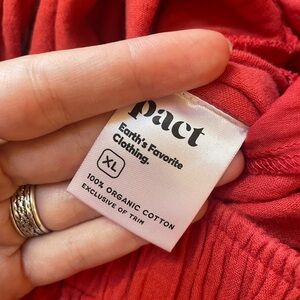 pact
Earth's Favorite
Clothing.
XL
100% ORGANIC COTTON
EXCLUSIVE OF TRIM